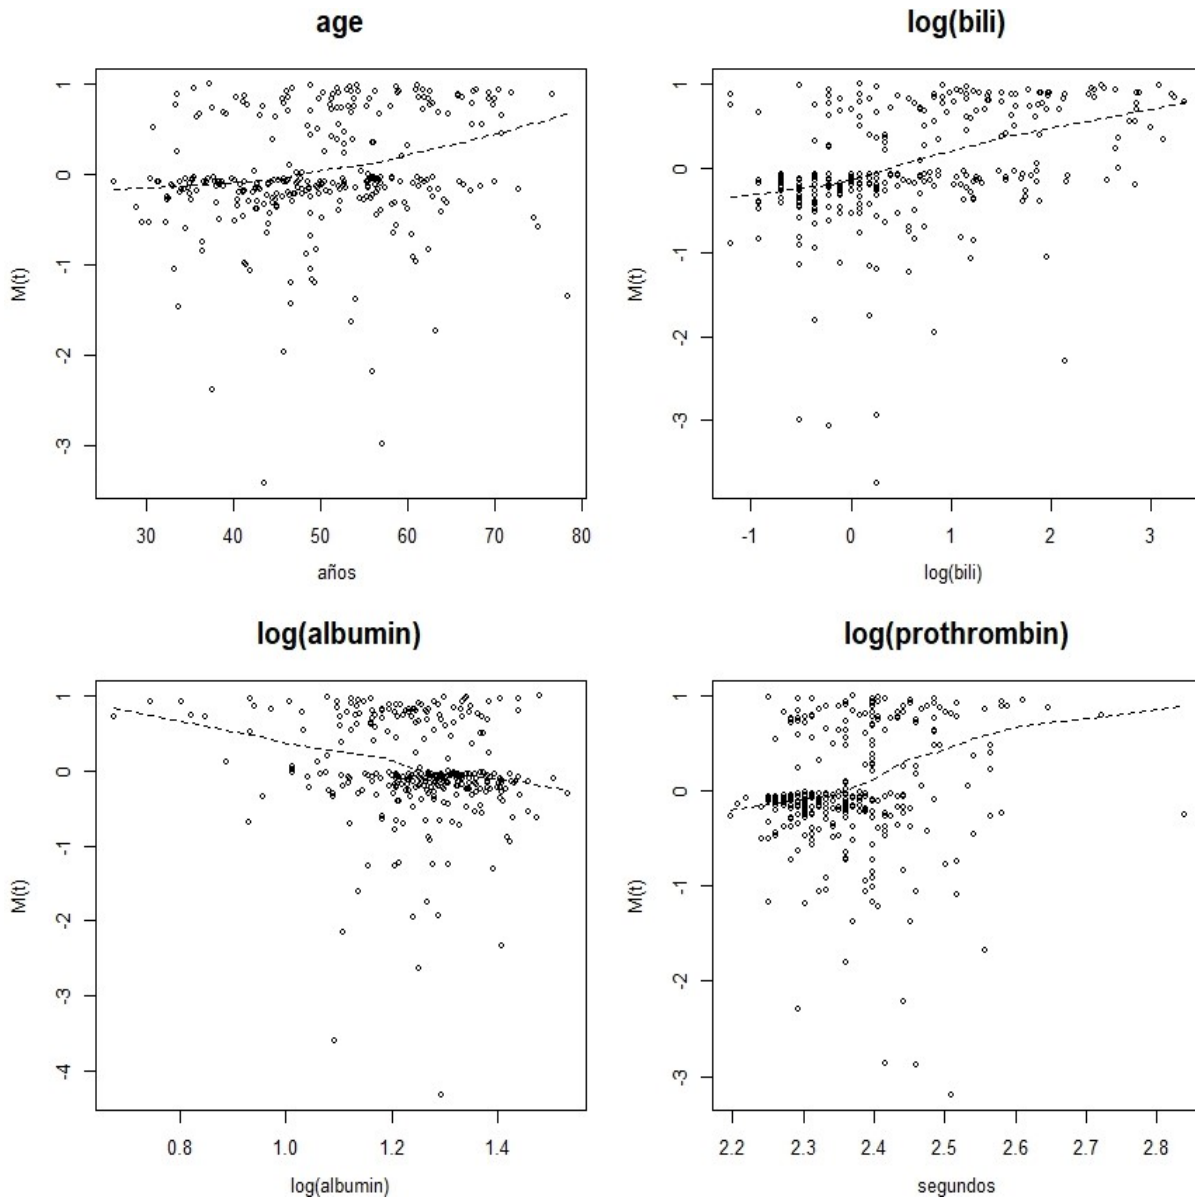 age
1
0
-1
-2
-3
M(t)
30 40 50 60 70 80
años
log(bili)
1
0
-1
-2
-3
M(t)
-1 0 1 2 3
log(bili)
log(albumin)
1
0
-1
-2
-3
-4
M(t)
0.8 1.0 1.2 1.4
log(albumin)
log(prothrombin)
1
0
-1
-2
-3
M(t)
2.2 2.3 2.4 2.5 2.6 2.7 2.8
segundos